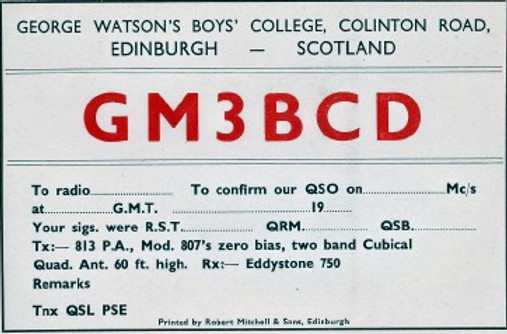 GEORGE WATSON'S BOYS' COLLEGE, COLINTON ROAD,
EDINBURGH — SCOTLAND
GM3BCD
To radio.................... To confirm our QSO on....................Mc/s
at................G.M.T. ..................................19.......
Your sigs. were R.S.T.................. QRM................ QSB................
Tx:— 813 P.A., Mod. 807's zero bias, two band Cubical
Quad. Ant. 60 ft. high. Rx:— Eddystone 750
Remarks
Tnx QSL PSE
Printed by Robert Mitchell & Sons, Edinburgh